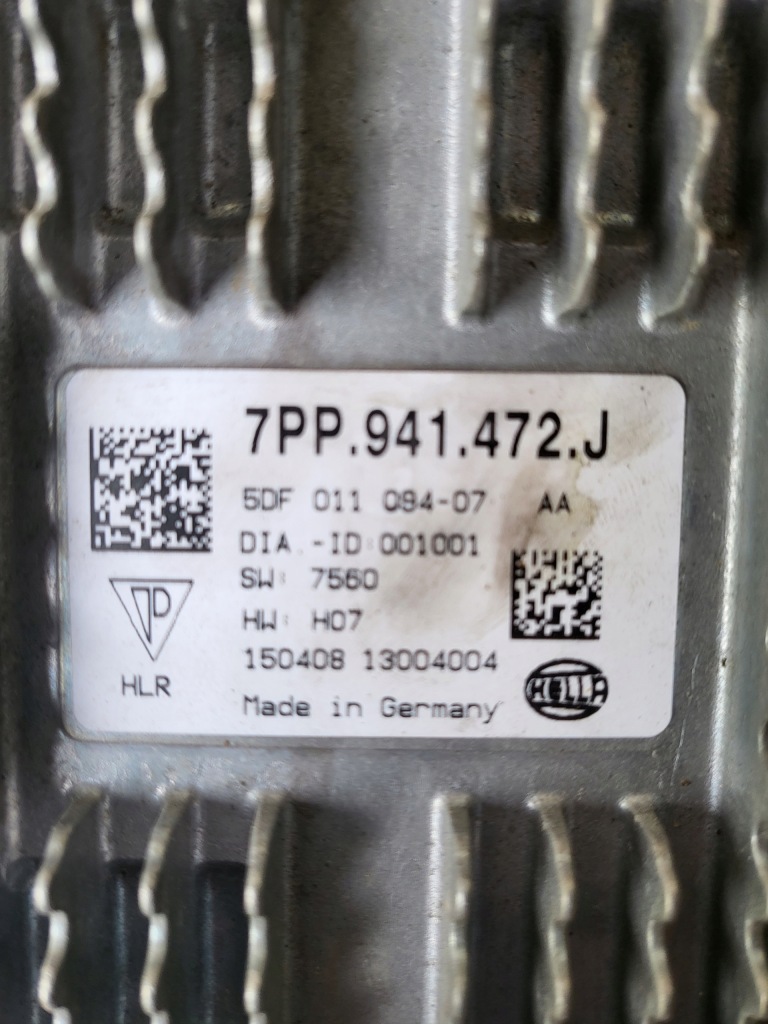 7PP.941.472.J
5DF 011 094-07 AA
DIA.-ID:001001
SW: 7560
HW: H07
150408 13004004
Made in Germany
PD
HLR
HELLA